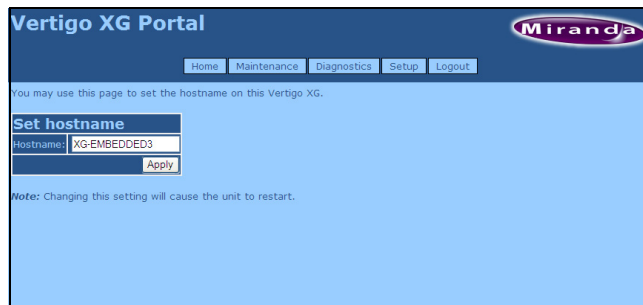 Vertigo XG Portal
Miranda
Home Maintenance Diagnostics Setup Logout
You may use this page to set the hostname on this Vertigo XG.
Set hostname
Hostname: XG-EMBEDDED3
Apply
Note: Changing this setting will cause the unit to restart.